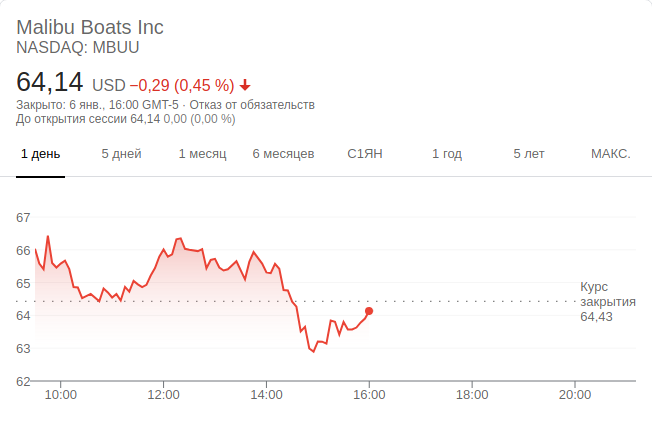 Malibu Boats Inc
NASDAQ: MBUU
64,14 USD −0,29 (0,45 %)
Закрыто: 6 янв., 16:00 GMT-5 · Отказ от обязательств
До открытия сессии 64,14 0,00 (0,00 %)
1 день 5 дней 1 месяц 6 месяцев С1ЯН 1 год 5 лет МАКС.
67
66
65
64
63
62
Курс
закрытия
64,43
10:00 12:00 14:00 16:00 18:00 20:00